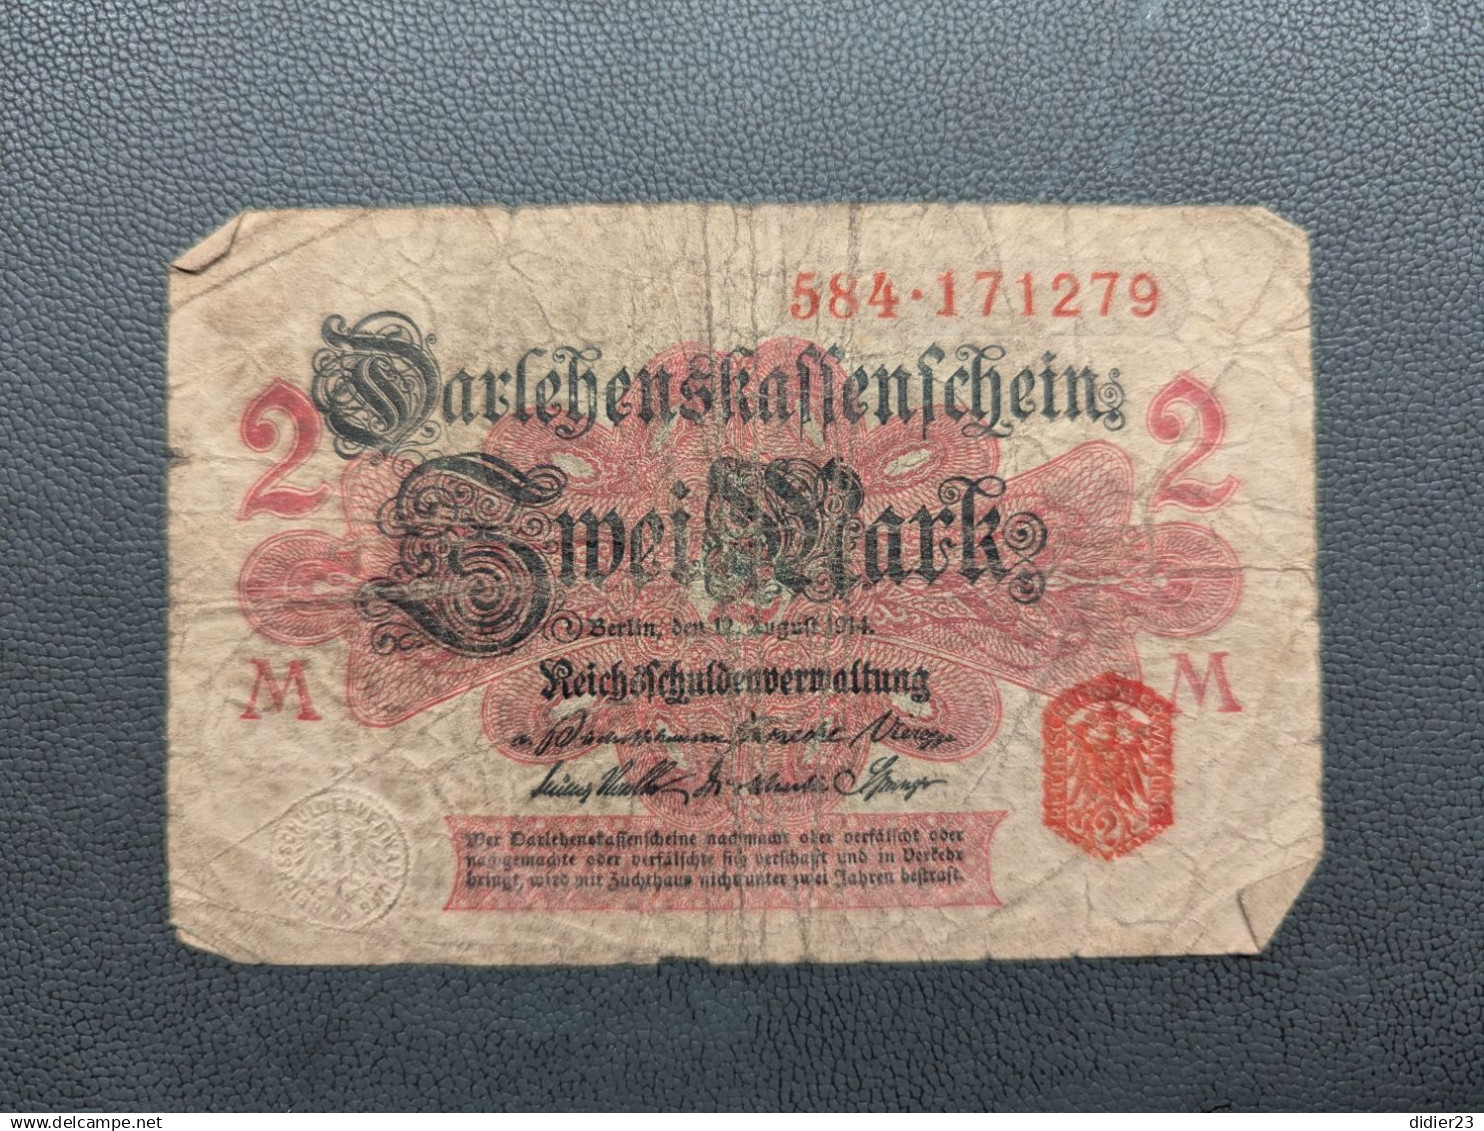 584·171279
Darlehenskassenschein
2 2
Zwei Mark
Berlin, den 12. August 1914.
Reichsschuldenverwaltung
M M
Wer Darlehenskassenscheine nachmacht oder verfälscht oder
nachgemachte oder verfälschte sich verschafft und in Verkehr
bringt, wird mit Zuchthaus nicht unter zwei Jahren bestraft.
didier23